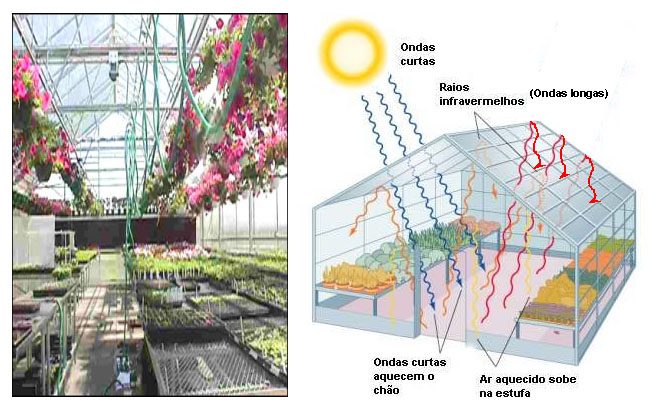 Ondas
curtas
Raios
infravermelhos
(Ondas longas)
Ondas curtas
aquecem o
chão
Ar aquecido sobe
na estufa